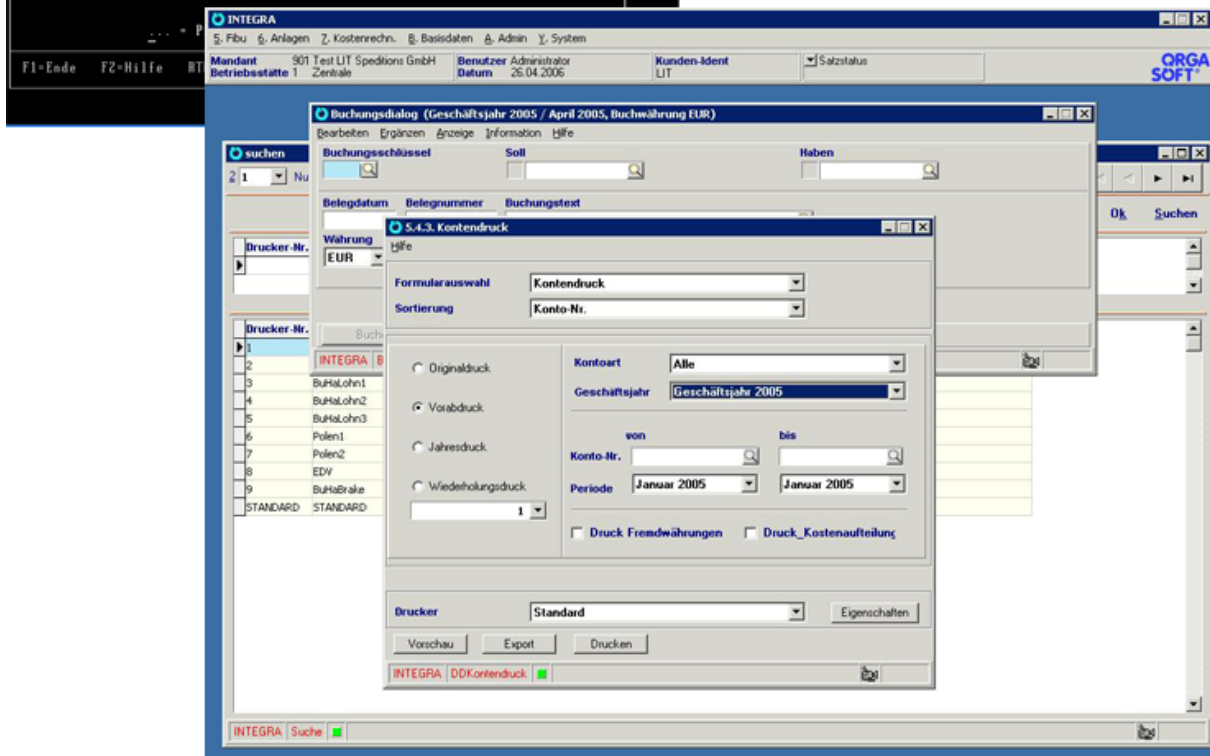 ... = P
F1=Ende F2=Hilfe
INTEGRA
5. Fibu 6. Anlagen 7. Kostenrechn. 8. Basisdaten A. Admin Y. System
Mandant 901 Test LIT Speditions GmbH Benutzer Administrator Kunden-Ident Satzstatus
Betriebsstätte 1 Zentrale Datum 26.04.2006 LIT
ORGA
SOFT
Buchungsdialog (Geschäftsjahr 2005 / April 2005, Buchwährung EUR)
Bearbeiten Ergänzen Anzeige Information Hilfe
Buchungsschlüssel Soll Haben
suchen
2 1 Nu
Belegdatum Belegnummer Buchungstext
Ok Suchen
Währung
EUR
Drucker-Nr.
Buch
INTEGRA B
5.4.3. Kontendruck
Hilfe
Formularauswahl Kontendruck
Sortierung Konto-Nr.
Originaldruck
Vorabdruck
Jahresdruck
Wiederholungsdruck
1
Kontoart Alle
Geschäftsjahr Geschäftsjahr 2005
von bis
Konto-Nr.
Periode Januar 2005 Januar 2005
Druck Fremdwährungen Druck_Kostenaufteilung
Drucker Standard Eigenschaften
Vorschau Export Drucken
INTEGRA DDKontendruck
Drucker-Nr.
1
2
3 BuHaLohn1
4 BuHaLohn2
5 BuHaLohn3
6 Polen1
7 Polen2
8 EDV
9 BuHaBrake
STANDARD STANDARD
INTEGRA Suche